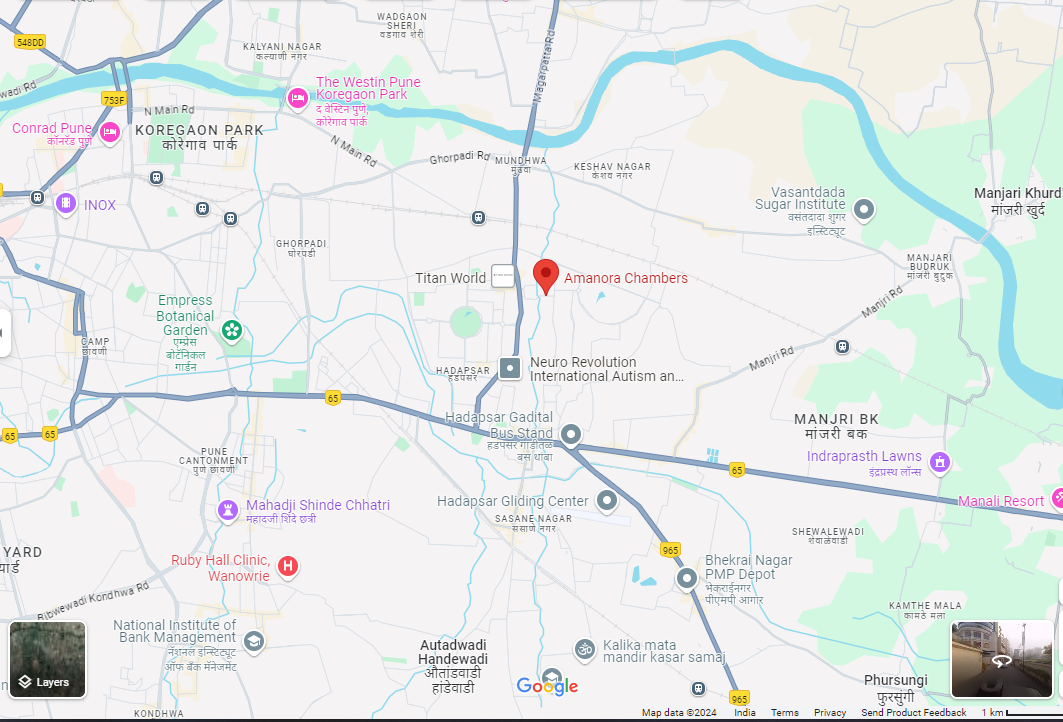 WADGAON
SHERI
वडगाव शेरी
548DD
KALYANI NAGAR
कल्याणी नगर
Magarpatta Rd
The Westin Pune
Koregaon Park
द वेस्टिन पुणे,
कोरेगाव पार्क
753F
N Main Rd
Conrad Pune
कॉनरॅड पुणे
KOREGAON PARK
कोरेगाव पार्क
N Main Rd
Ghorpadi Rd
MUNDHWA
मुंढवा
KESHAV NAGAR
केशव नगर
Vasantdada
Sugar Institute
वसंतदादा शुगर
इन्स्टिट्यूट
Manjari Khurd
मांजरी खुर्द
INOX
GHORPADI
घोरपडी
MANJARI
BUDRUK
मांजरी बुद्रुक
Titan World
Amanora Chambers
Manjri Rd
Empress
Botanical
Garden
एम्प्रेस
बोटॅनिकल
गार्डन
CAMP
छावणी
Manjri Rd
HADAPSAR
हडपसर
Neuro Revolution
International Autism an...
65
Hadapsar Gadital
Bus Stand
हडपसर गाडीतळ
बस थांबा
MANJRI BK
मांजरी बक
65
65
PUNE
CANTONMENT
पुणे छावणी
65
Indraprasth Lawns
इंद्रप्रस्थ लॉन्स
Mahadji Shinde Chhatri
महादजी शिंदे छत्री
Hadapsar Gliding Center
Manali Resort
SASANE NAGAR
ससाणे नगर
SHEWALEWADI
शेवाळेवाडी
YARD
यार्ड
Ruby Hall Clinic,
Wanowrie
965
Bhekrai Nagar
PMP Depot
भेकराईनगर
पीएमपी आगार
Bibwewadi Kondhwa Rd
KAMTHE MALA
कामठे मळा
National Institute of
Bank Management
नॅशनल इन्स्टिट्यूट
ऑफ बँक मॅनेजमेंट
Autadwadi
Handewadi
औताडवाडी
हांडेवाडी
Kalika mata
mandir kasar samaj
Layers
Google
Phursungi
फुरसुंगी
965
KONDHWA
Map data ©2024 India Terms Privacy Send Product Feedback 1 km